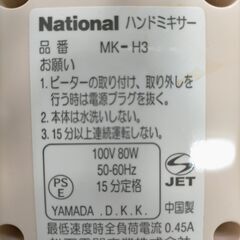 National ハンドミキサー
品番 MK-H3
お願い
1. ビーターの取り付け、取り外しを
行う時は電源プラグを抜く。
2. 本体は水洗いしない。
3. 15分以上連続運転しない。
100V 80W
50-60Hz
15分定格
PS
E
JET
YAMADA .D.K.K. 中国製
最低速度時全負荷電流 0.45A